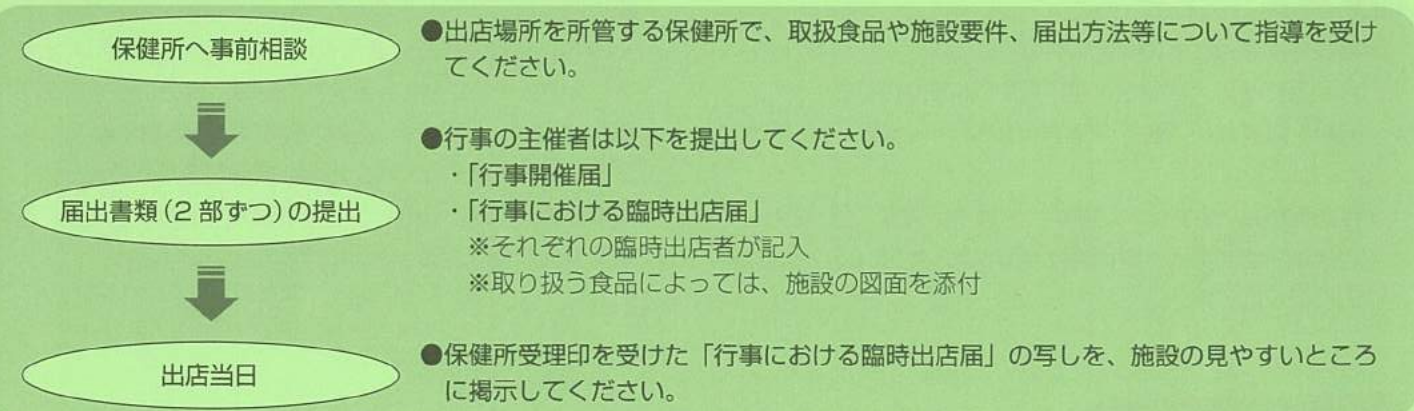 保健所へ事前相談
●出店場所を所管する保健所で、取扱食品や施設要件、届出方法等について指導を受け
てください。
届出書類(2部ずつ)の提出
●行事の主催者は以下を提出してください。
・「行事開催届」
・「行事における臨時出店届」
※それぞれの臨時出店者が記入
※取り扱う食品によっては、施設の図面を添付
出店当日
●保健所受理印を受けた「行事における臨時出店届」の写しを、施設の見やすいところ
に掲示してください。